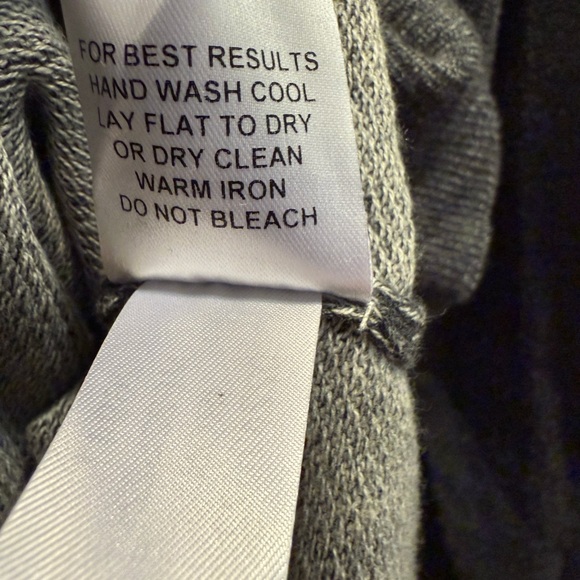 FOR BEST RESULTS
HAND WASH COOL
LAY FLAT TO DRY
OR DRY CLEAN
WARM IRON
DO NOT BLEACH